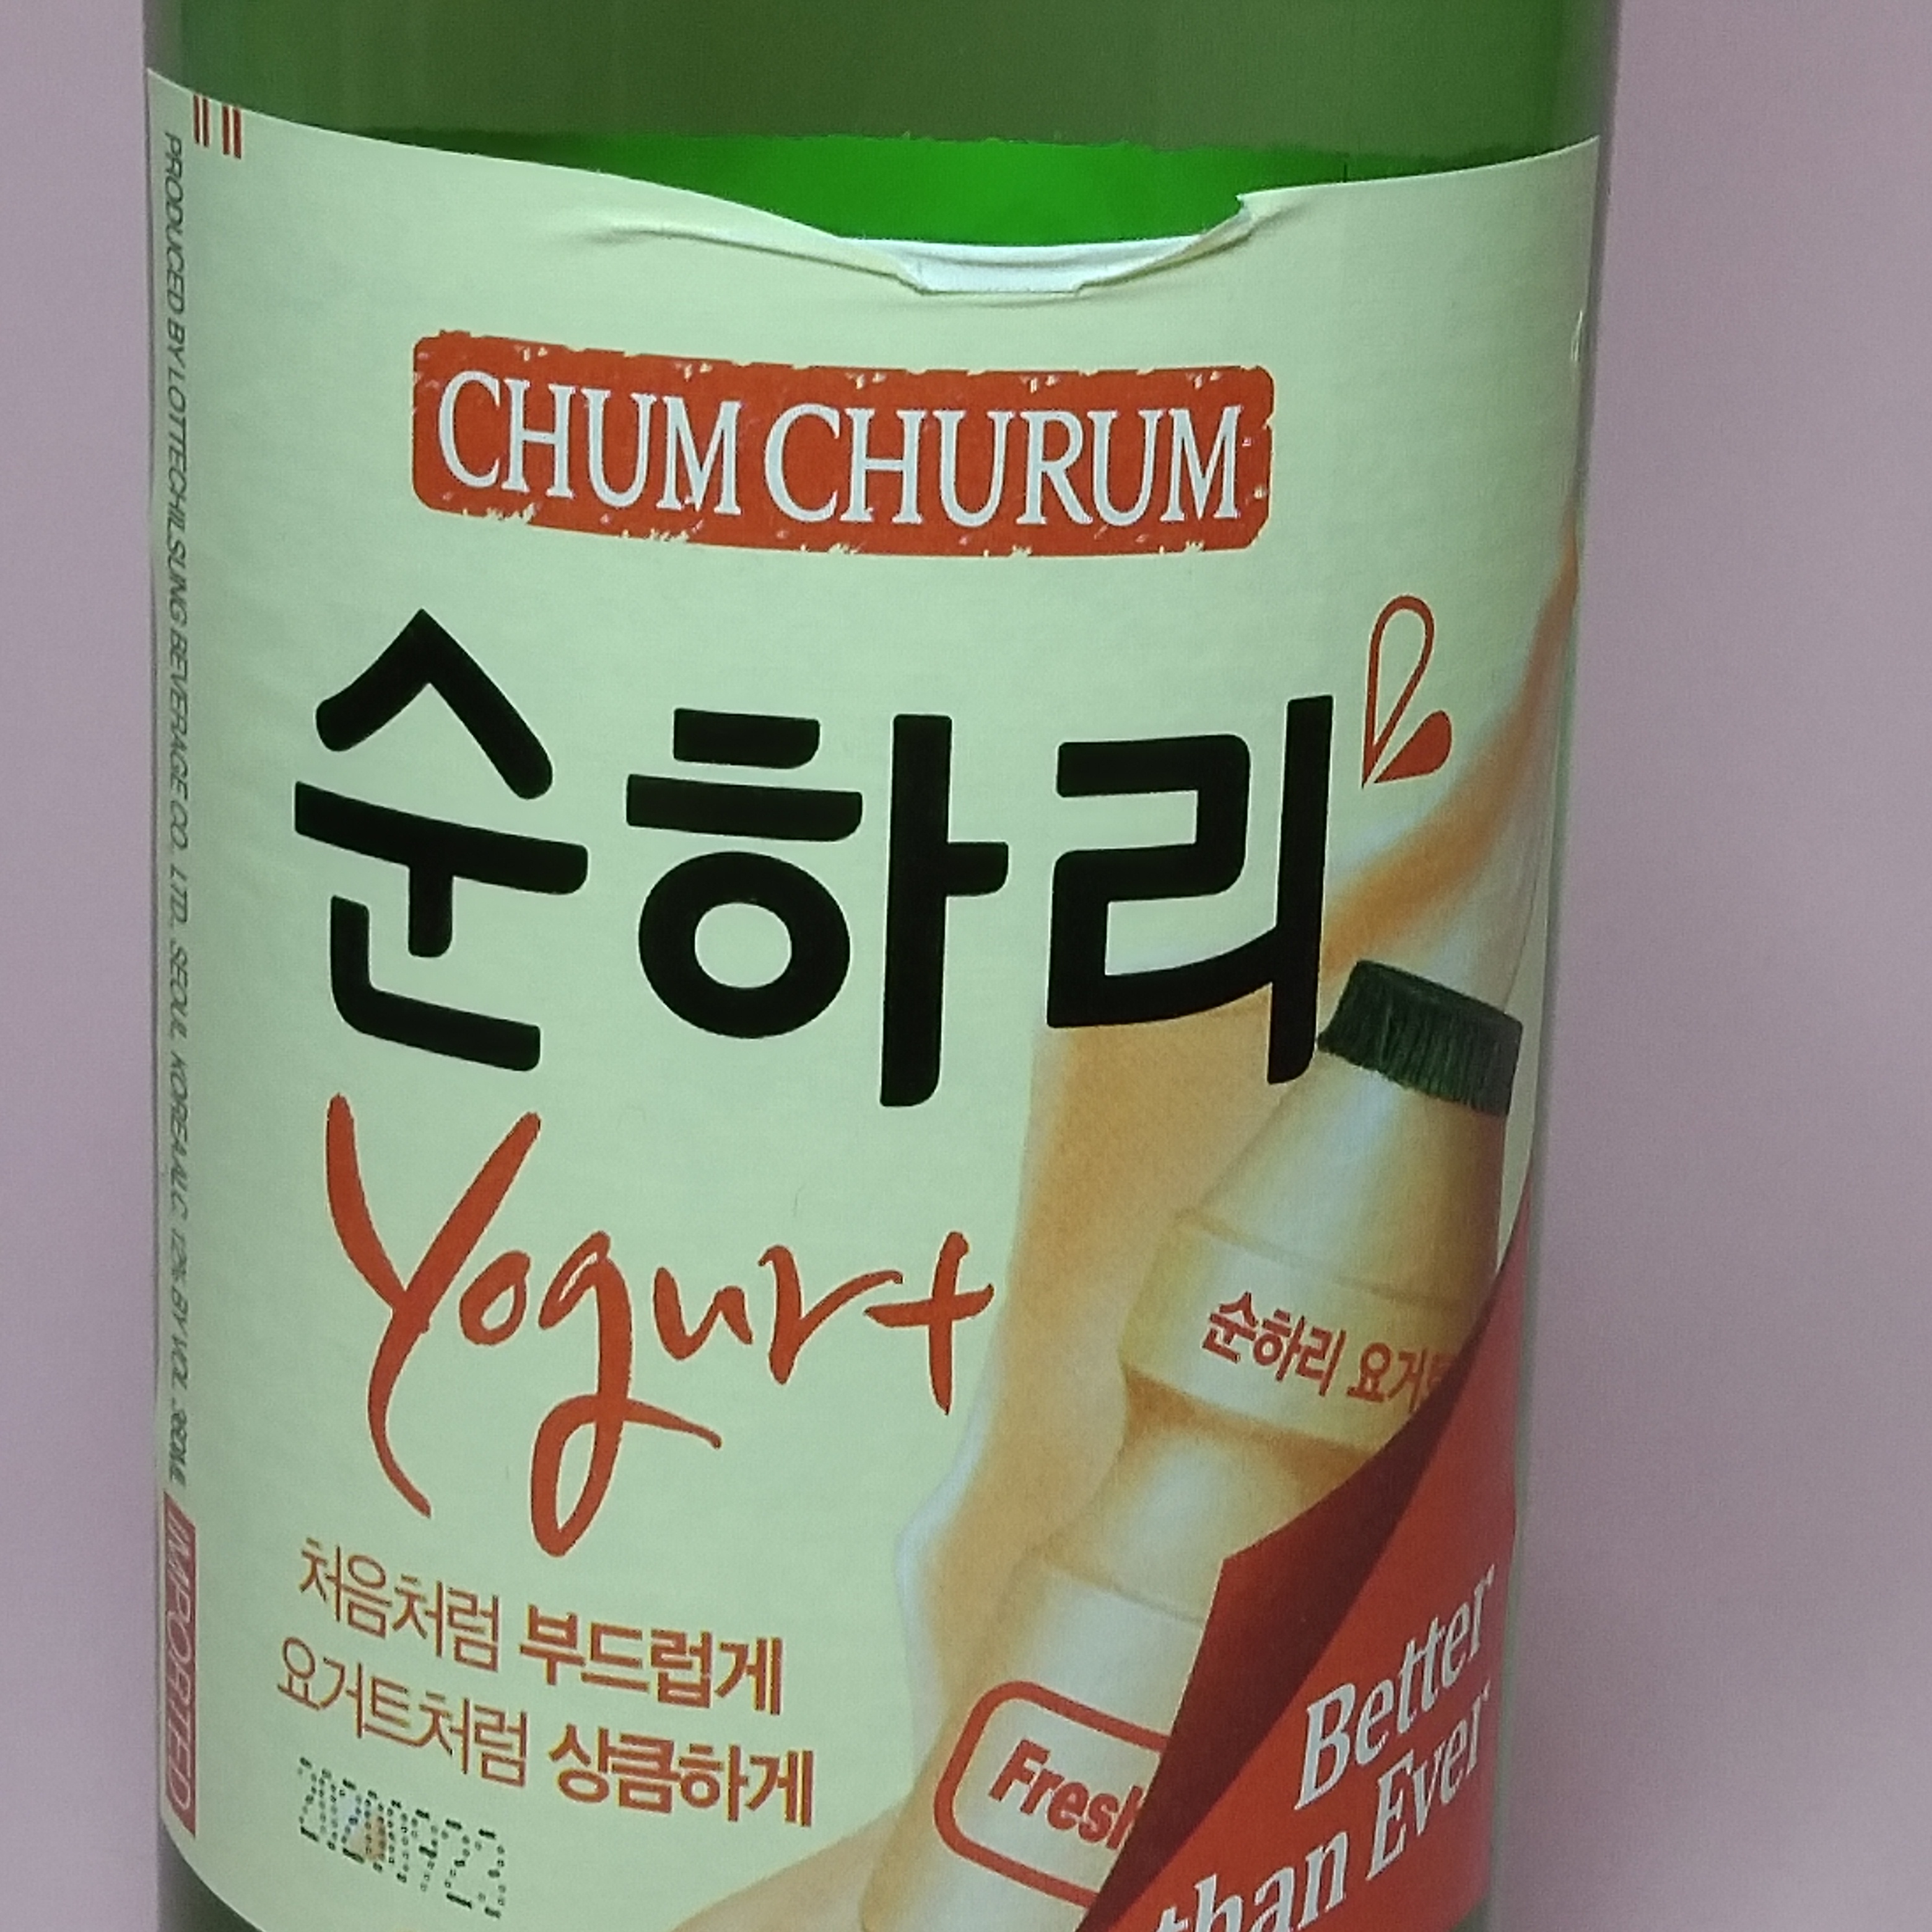 CHUM CHURUM
순하리
Yogurt
처음처럼 부드럽게
요거트처럼 상큼하게
순하리 요거트
Fresh
Better
than Ever
PRODUCED BY LOTTECHILSUNG BEVERAGE CO., LTD. SEOUL KOREA ALC. 12% BY VOL. 360ML
IMPORTED